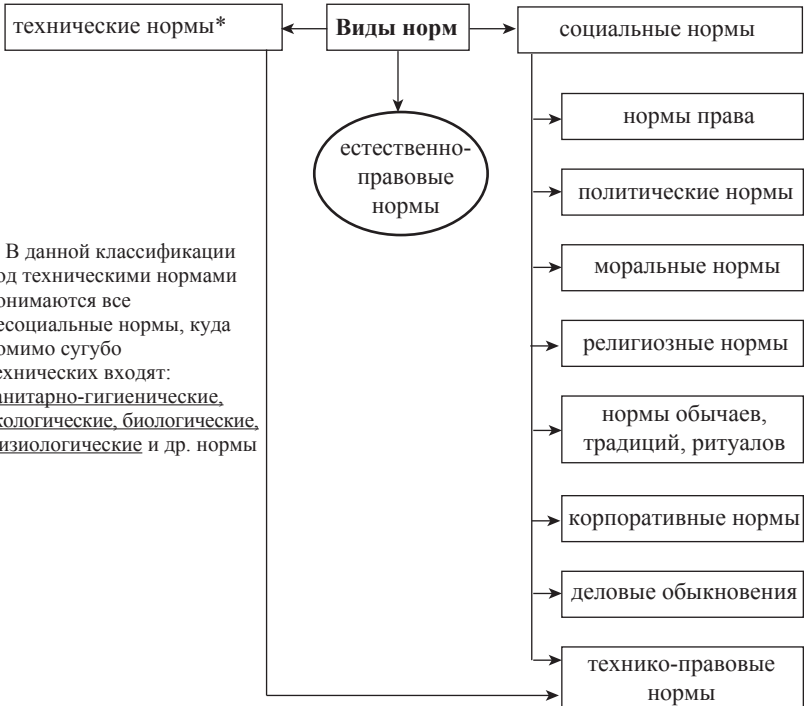 технические нормы*
Виды норм
социальные нормы
естественно-
правовые
нормы
нормы права
политические нормы
моральные нормы
религиозные нормы
нормы обычаев,
традиций, ритуалов
корпоративные нормы
деловые обыкновения
технико-правовые
нормы
В данной классификации
од техническими нормами
онимаются все
есоциальные нормы, куда
омимо сугубо
ехнических входят:
анитарно-гигиенические,
кологические, биологические,
изиологические и др. нормы